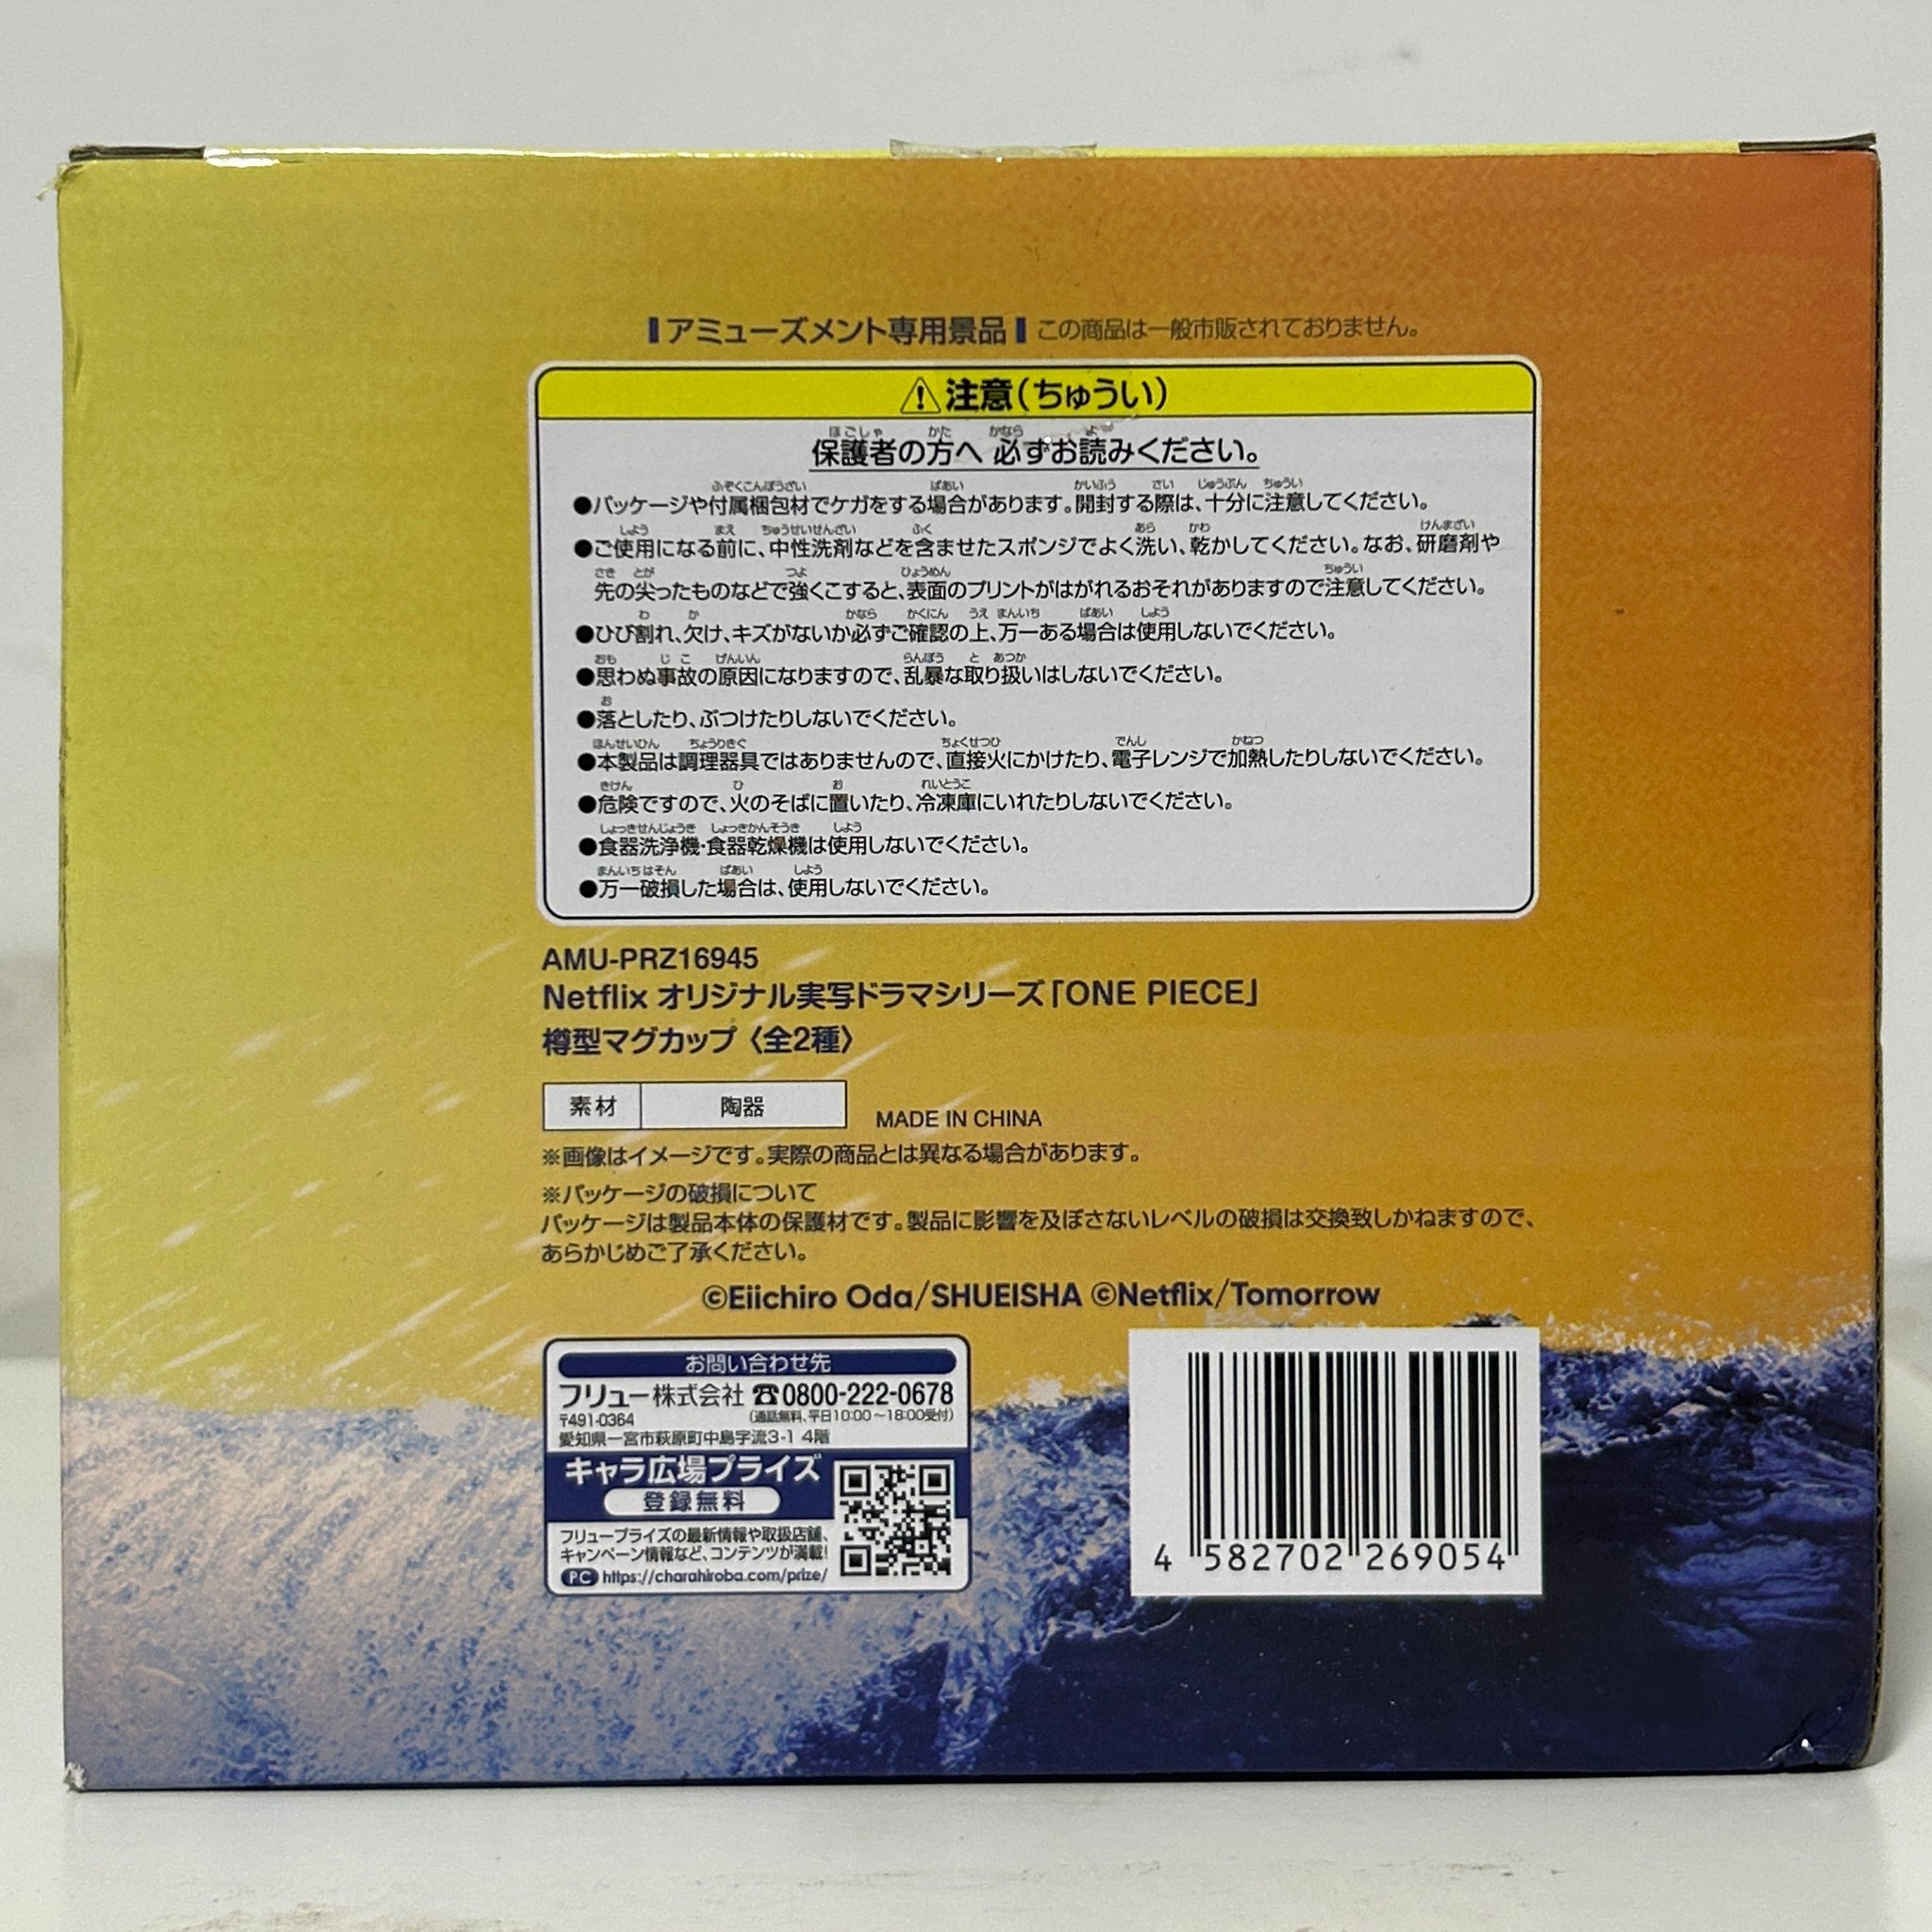 アミューズメント専用景品 この商品は一般市販されておりません。
⚠注意(ちゅうい)
保護者の方へ 必ずお読みください。
●パッケージや付属梱包材でケガをする場合があります。開封する際は、十分に注意してください。
●ご使用になる前に、中性洗剤などを含ませたスポンジでよく洗い、乾かしてください。なお、研磨剤や
先の尖ったものなどで強くこすると、表面のプリントがはがれるおそれがありますので注意してください。
●ひび割れ、欠け、キズがないか必ずご確認の上、万一ある場合は使用しないでください。
●思わぬ事故の原因になりますので、乱暴な取り扱いはしないでください。
●落としたり、ぶつけたりしないでください。
●本製品は調理器具ではありませんので、直接火にかけたり、電子レンジで加熱したりしないでください。
●危険ですので、火のそばに置いたり、冷凍庫にいれたりしないでください。
●食器洗浄機・食器乾燥機は使用しないでください。
●万一破損した場合は、使用しないでください。
AMU-PRZ16945
Netflix オリジナル実写ドラマシリーズ「ONE PIECE」
樽型マグカップ〈全2種〉
素材 陶器 MADE IN CHINA
※画像はイメージです。実際の商品とは異なる場合があります。
※パッケージの破損について
パッケージは製品本体の保護材です。製品に影響を及ぼさないレベルの破損は交換致しかねますので、
あらかじめご了承ください。
©Eiichiro Oda/SHUEISHA ©Netflix/Tomorrow
お問い合わせ先
フリュー株式会社 ☎0800-222-0678
〒491-0364 (通話無料、平日10:00～18:00受付)
愛知県一宮市萩原町中島字流3-1 4階
キャラ広場プライズ
登録無料
フリュープライズの最新情報や取扱店舗、
キャンペーン情報など、コンテンツが満載!
PC https://charahiroba.com/prize/
4 582702 269054